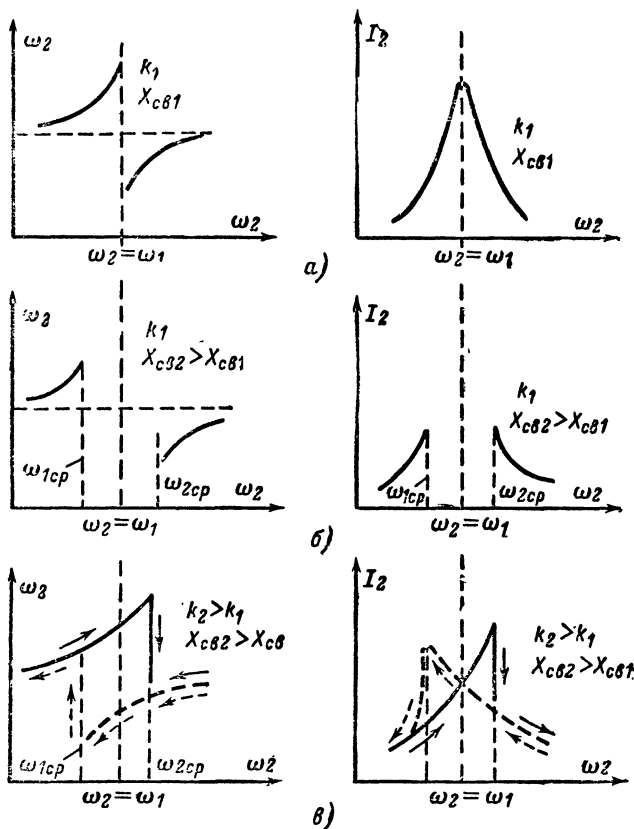 ω₂
k₁
Xсв1
ω₂
ω₂=ω₁
I₂
k₁
Xсв1
ω₂
ω₂=ω₁
а)
ωг
k₁
Xсв2>Xсв1
ω1ср
ω2ср
ω₂
ω₂=ω₁
I₂
k₁
Xсв2>Xсв1
ω1ср
ω2ср
ω₂
ω₂=ω₁
б)
ωг
k₂>k₁
Xсв2>Xсв
ω1ср
ω2ср
ω₂
ω₂=ω₁
I₂
k₂>k₁
Xсв2>Xсв1
ω₂
ω₂=ω₁
в)